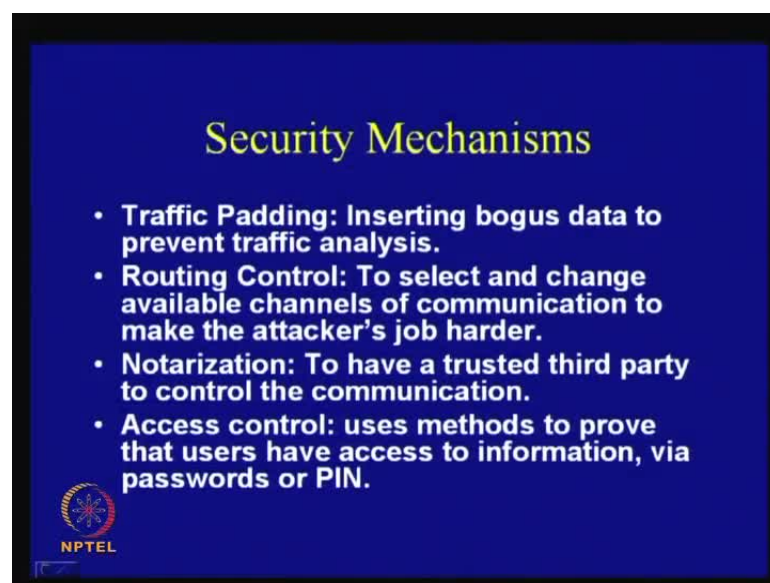 Security Mechanisms
• Traffic Padding: Inserting bogus data to
prevent traffic analysis.
• Routing Control: To select and change
available channels of communication to
make the attacker's job harder.
• Notarization: To have a trusted third party
to control the communication.
• Access control: uses methods to prove
that users have access to information, via
passwords or PIN.
NPTEL